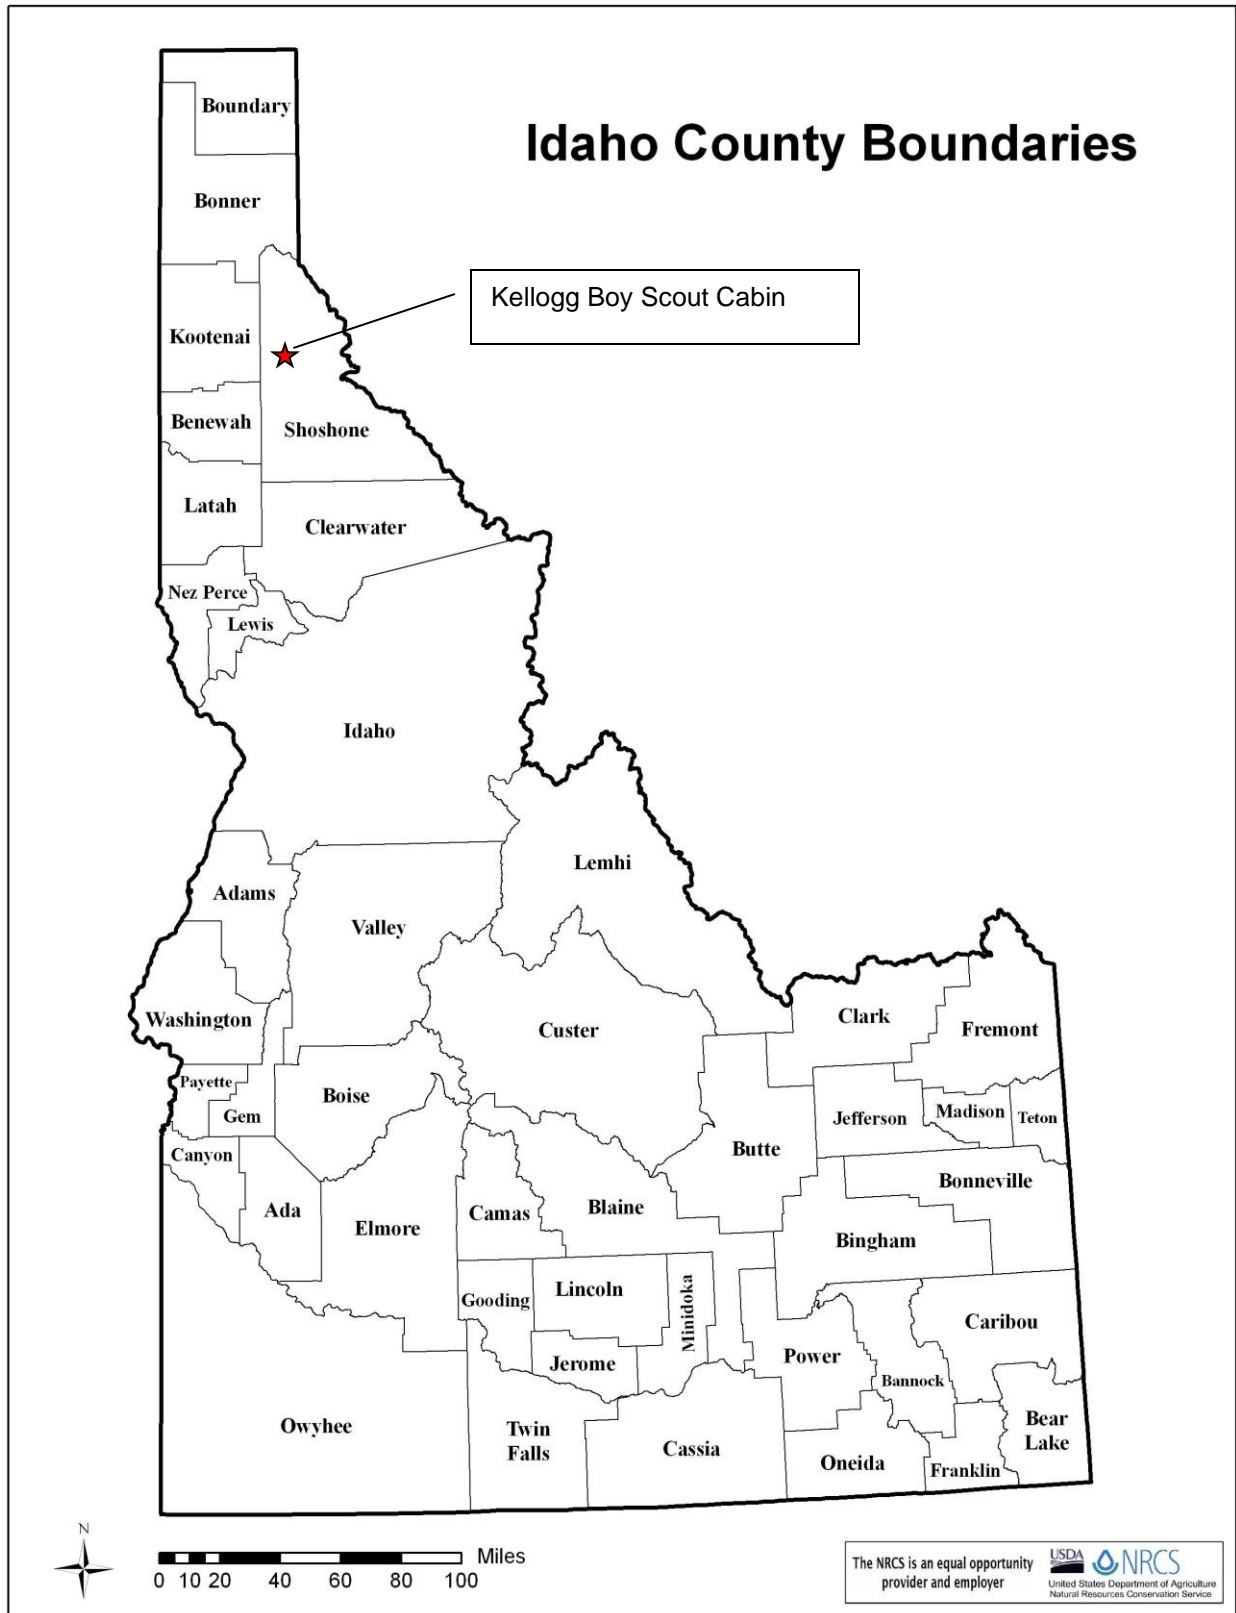 Idaho County Boundaries
Boundary
Bonner
Kellogg Boy Scout Cabin
Kootenai
Benewah
Shoshone
Latah
Clearwater
Nez Perce
Lewis
Idaho
Lemhi
Adams
Valley
Washington
Custer
Clark
Fremont
Payette
Boise
Gem
Jefferson
Madison
Teton
Canyon
Butte
Bonneville
Ada
Elmore
Camas
Blaine
Bingham
Gooding
Lincoln
Minidoka
Caribou
Jerome
Power
Bannock
Owyhee
Twin
Falls
Cassia
Oneida
Franklin
Bear
Lake
N
Miles
0 10 20 40 60 80 100
The NRCS is an equal opportunity
provider and employer
USDA NRCS
United States Department of Agriculture
Natural Resources Conservation Service